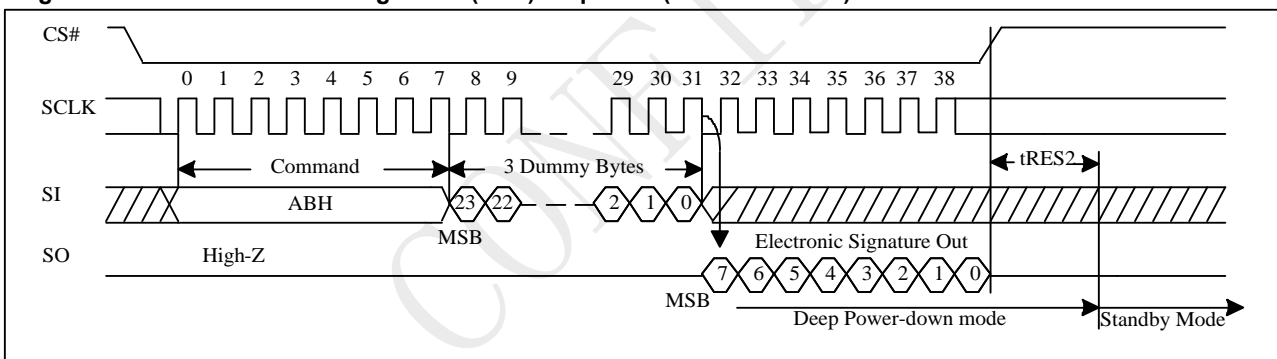 CS#
0 1 2 3 4 5 6 7 8 9 29 30 31 32 33 34 35 36 37 38
SCLK
Command 3 Dummy Bytes tRES2
SI ABH 23 22 2 1 0
MSB
SO High-Z Electronic Signature Out
7 6 5 4 3 2 1 0
MSB
Deep Power-down mode Standby Mode